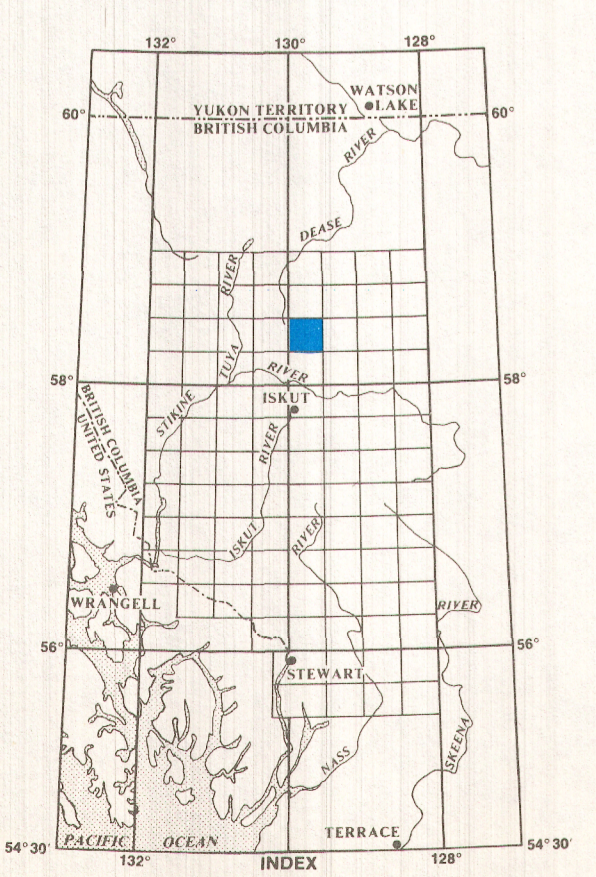 132° 130° 128°
WATSON
LAKE
60° YUKON TERRITORY 60°
BRITISH COLUMBIA
RIVER
DEASE
RIVER
TUYA
RIVER
58° 58°
ISKUT
STIKINE
BRITISH COLUMBIA
UNITED STATES
RIVER
ISKUT
RIVER
WRANGELL
RIVER
56° 56°
STEWART
SKEENA
NASS
TERRACE
PACIFIC OCEAN
54°30' 54°30'
132° 128°
INDEX